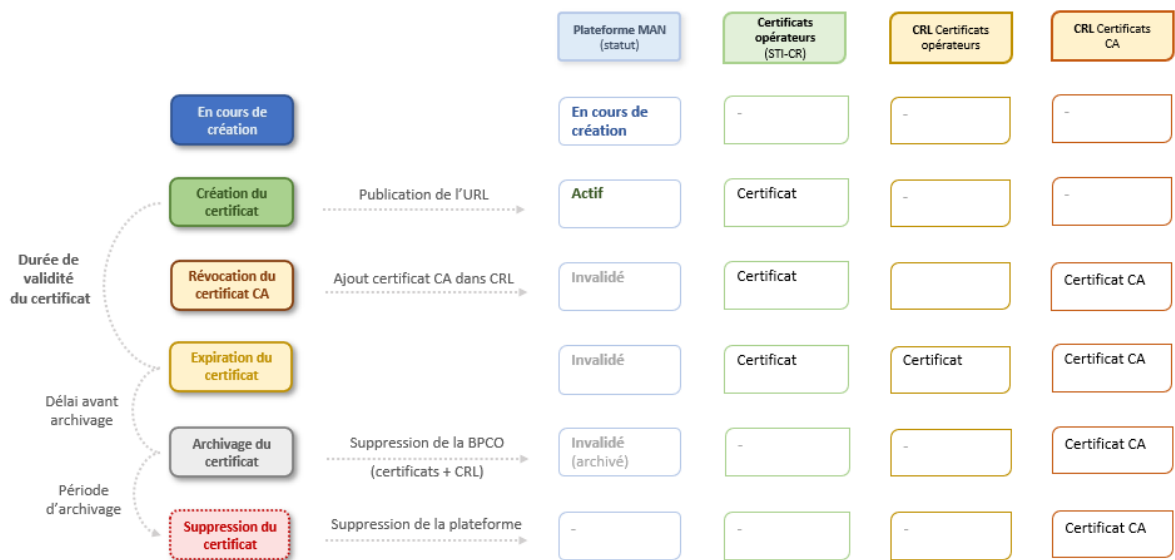 Plateforme MAN
(statut)
Certificats
opérateurs
(STI-CR)
CRL Certificats
opérateurs
CRL Certificats
CA
En cours de
création
En cours de
création
-
-
-
Création du
certificat
Publication de l'URL
Actif
Certificat
-
-
Durée de
validité
du certificat
Révocation du
certificat CA
Ajout certificat CA dans CRL
Invalidé
Certificat
Certificat CA
Expiration du
certificat
Invalidé
Certificat
Certificat
Certificat CA
Délai avant
archivage
Archivage du
certificat
Suppression de la BPCO
(certificats + CRL)
Invalidé
(archivé)
-
-
Certificat CA
Période
d'archivage
Suppression du
certificat
Suppression de la plateforme
-
-
-
Certificat CA